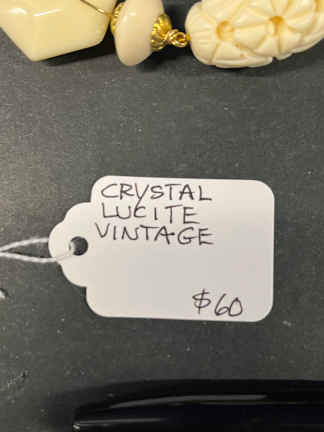 CRYSTAL
LUCITE
VINTAGE
$60